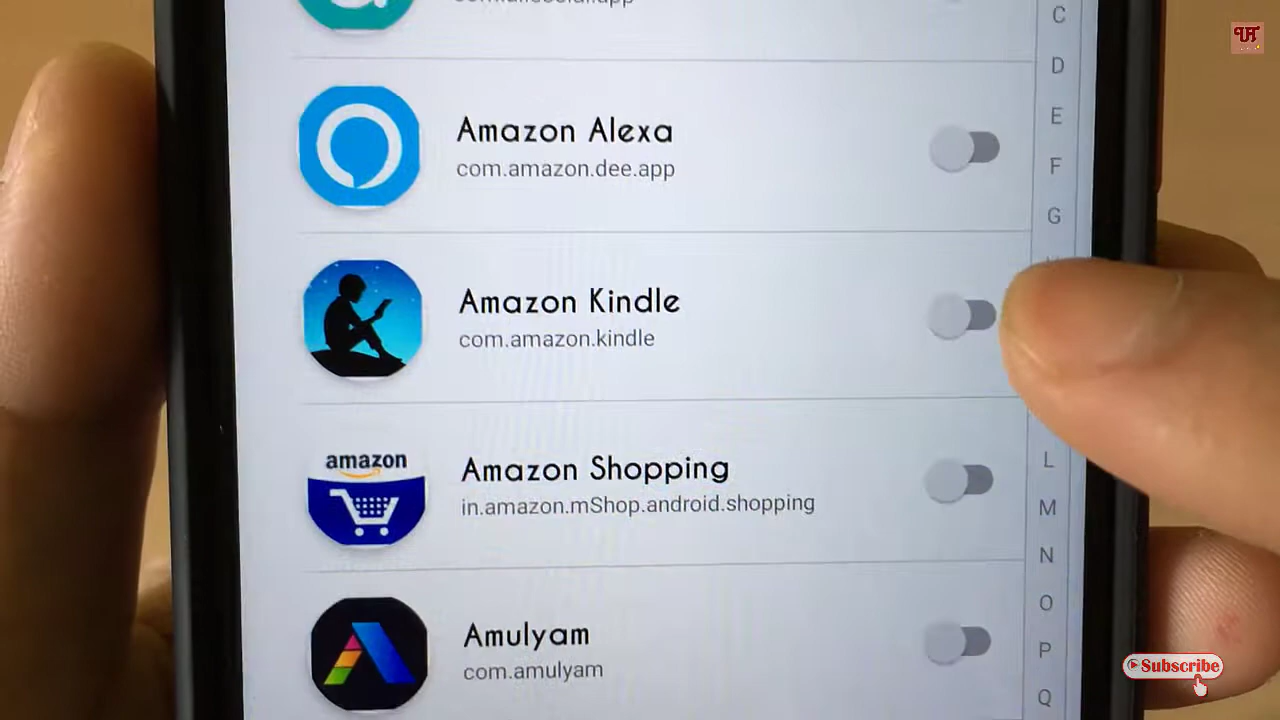 C
D
E
F
G
Amazon Alexa
com.amazon.dee.app
Amazon Kindle
com.amazon.kindle
amazon
Amazon Shopping
in.amazon.mShop.android.shopping
Amulyam
com.amulyam
L
M
N
O
P
Q
Subscribe